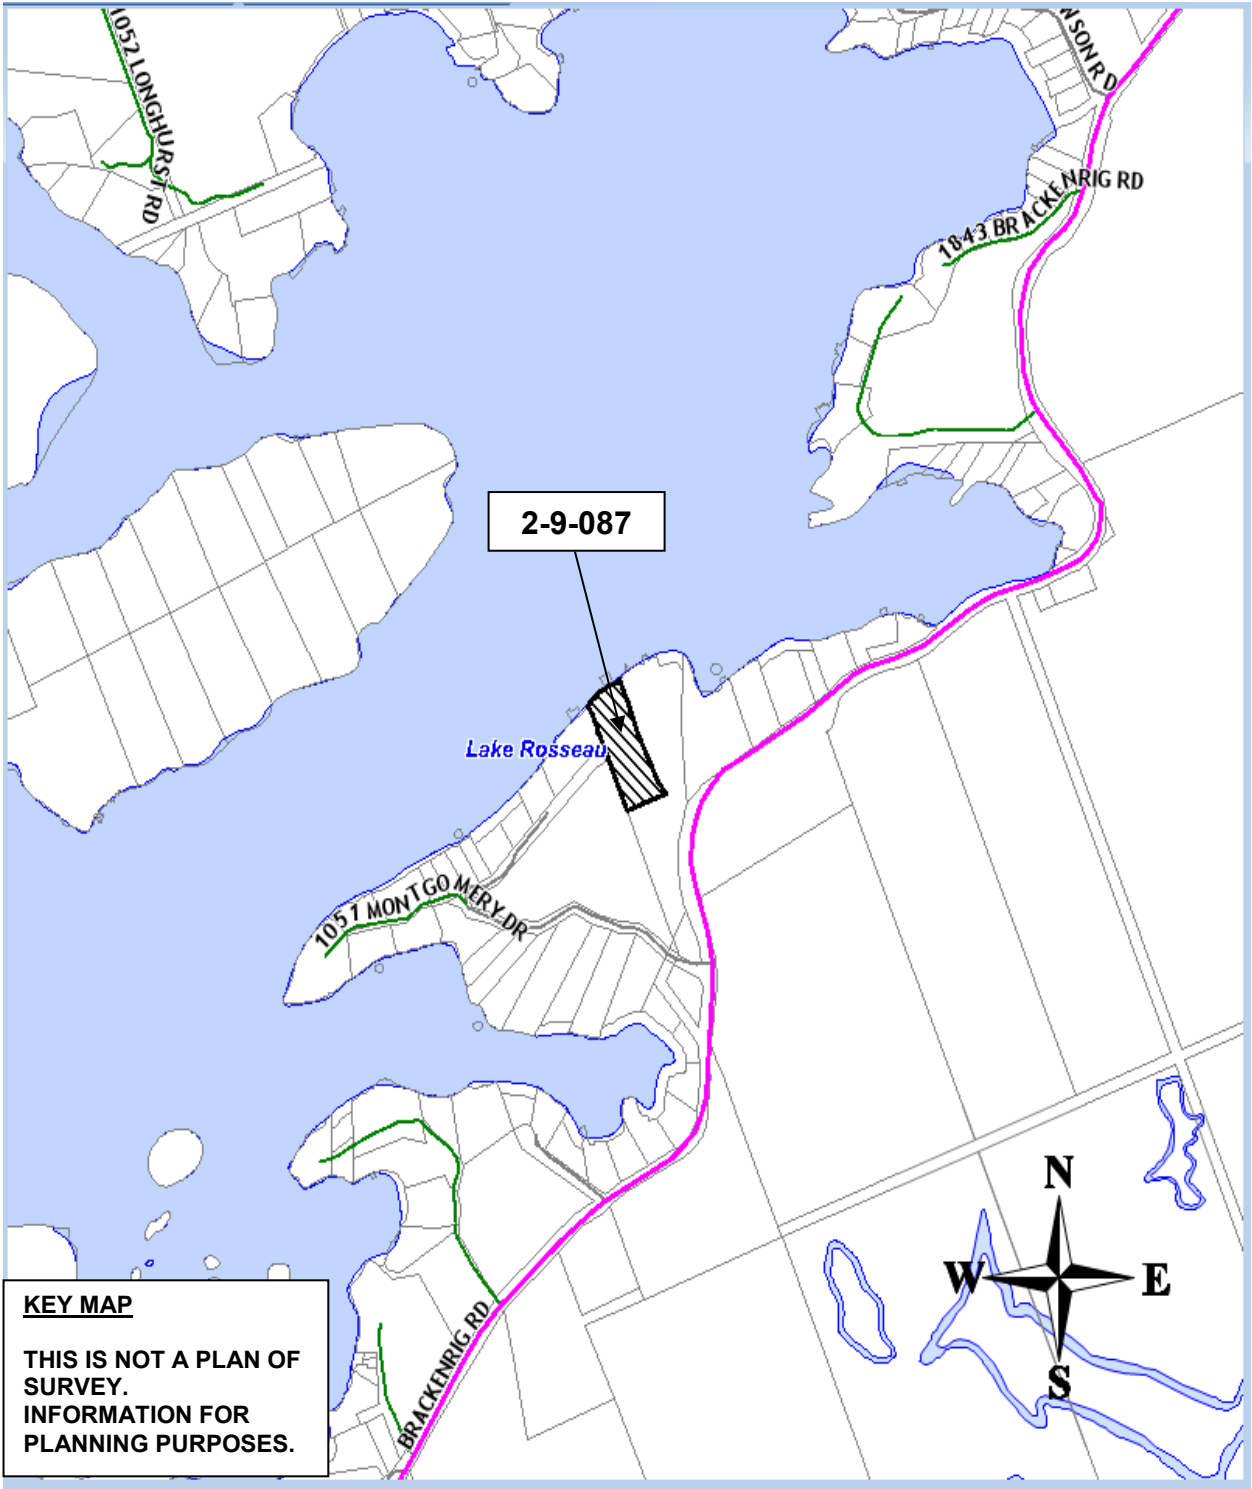 1052 LONGHURST RD
WSON RD
1843 BRACKENRIG RD
2-9-087
Lake Rosseau
1051 MONTGOMERY DR
BRACKENRIG RD
N
W
E
S
KEY MAP
THIS IS NOT A PLAN OF
SURVEY.
INFORMATION FOR
PLANNING PURPOSES.